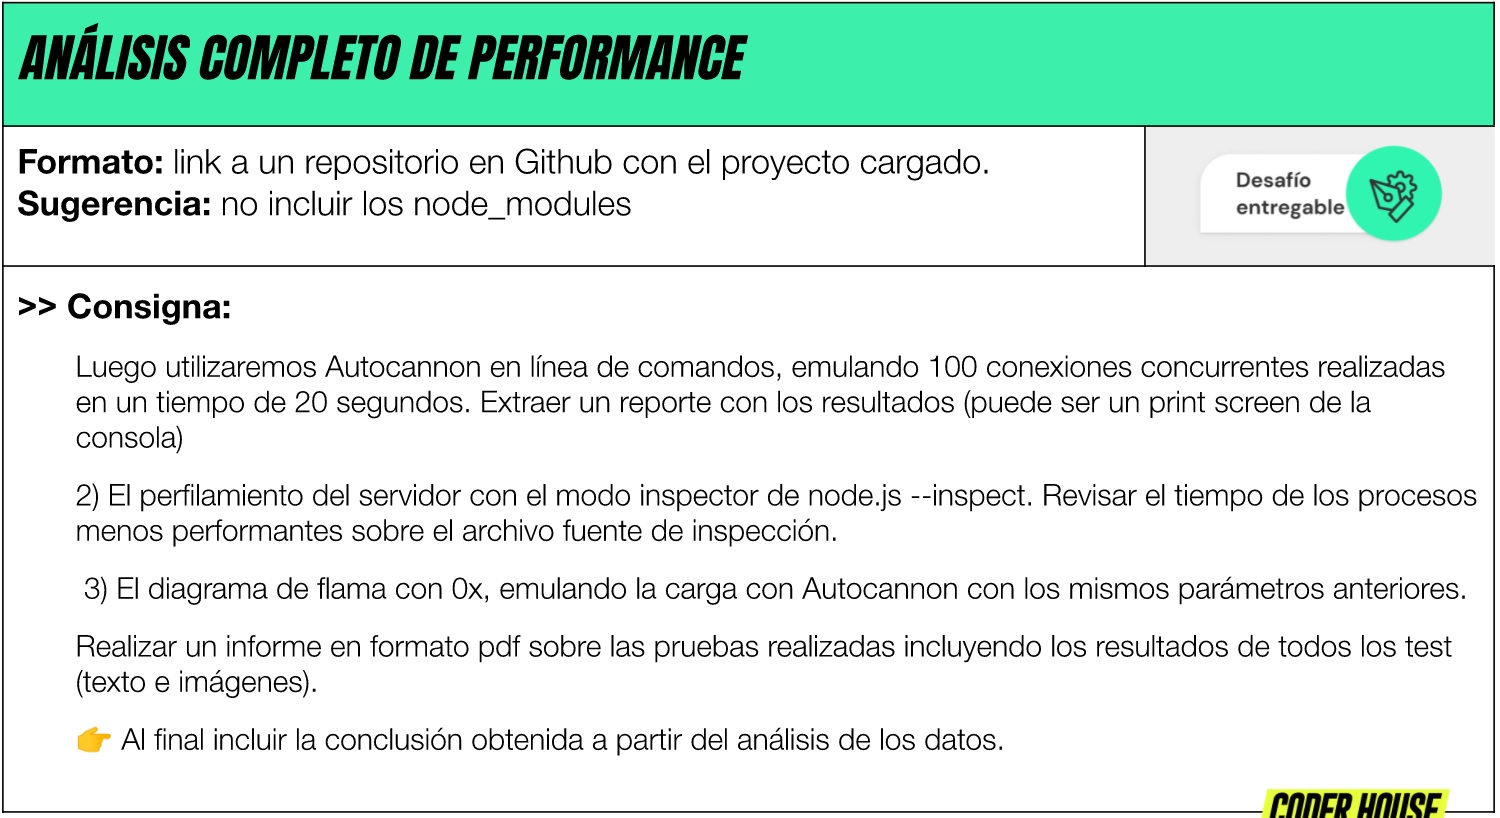 ANÁLISIS COMPLETO DE PERFORMANCE
Formato: link a un repositorio en Github con el proyecto cargado.
Sugerencia: no incluir los node_modules
Desafío
entregable
>> Consigna:
Luego utilizaremos Autocannon en línea de comandos, emulando 100 conexiones concurrentes realizadas
en un tiempo de 20 segundos. Extraer un reporte con los resultados (puede ser un print screen de la
consola)
2) El perfilamiento del servidor con el modo inspector de node.js --inspect. Revisar el tiempo de los procesos
menos performantes sobre el archivo fuente de inspección.
3) El diagrama de flama con 0x, emulando la carga con Autocannon con los mismos parámetros anteriores.
Realizar un informe en formato pdf sobre las pruebas realizadas incluyendo los resultados de todos los test
(texto e imágenes).
👉 Al final incluir la conclusión obtenida a partir del análisis de los datos.
CODER HOUSE